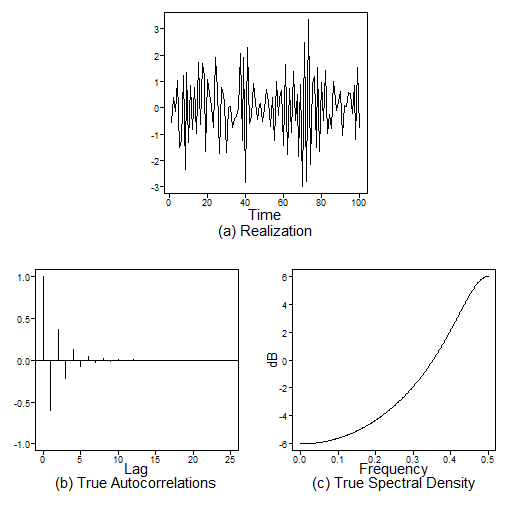 3
2
1
0
-1
-2
-3
0 20 40 60 80 100
Time
(a) Realization
1.0
0.5
0.0
-0.5
-1.0
0 5 10 15 20 25
Lag
(b) True Autocorrelations
dB
6
4
2
0
-2
-4
-6
0.0 0.1 0.2 0.3 0.4 0.5
Frequency
(c) True Spectral Density